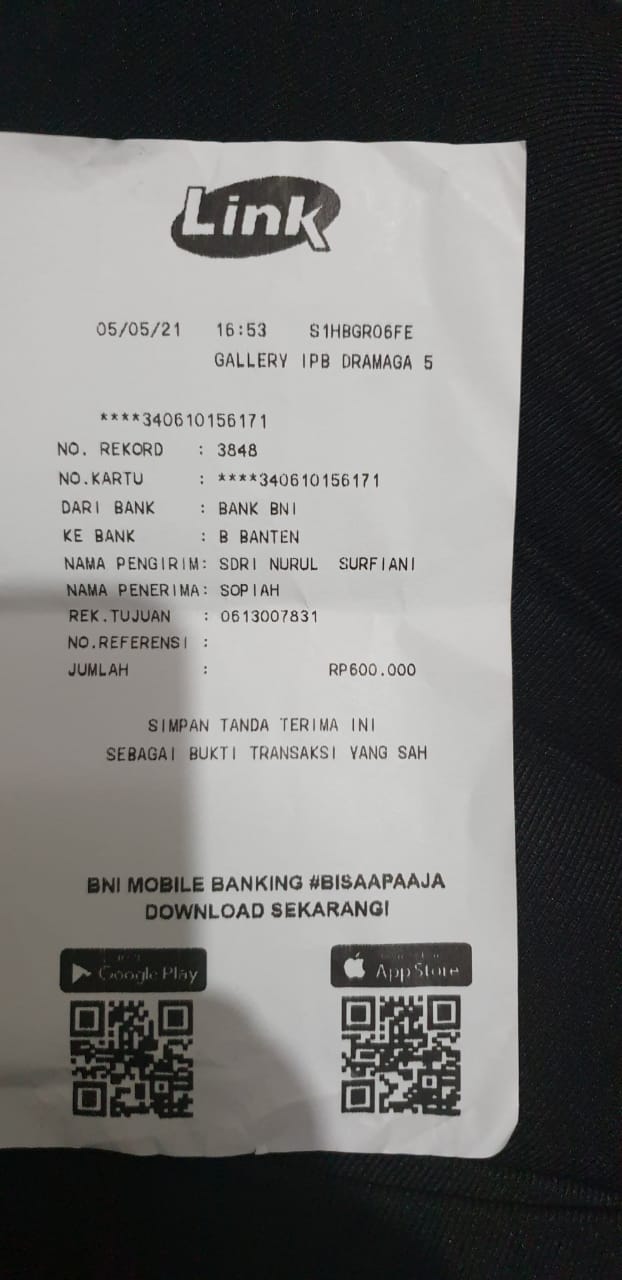 Link
05/05/21 16:53 S1HBGR06FE
GALLERY IPB DRAMAGA 5
****340610156171
NO. REKORD : 3848
NO.KARTU : ****340610156171
DARI BANK : BANK BNI
KE BANK : B BANTEN
NAMA PENGIRIM: SDRI NURUL SURFIANI
NAMA PENERIMA: SOPIAH
REK.TUJUAN : 0613007831
NO.REFERENSI :
JUMLAH : RP600.000
SIMPAN TANDA TERIMA INI
SEBAGAI BUKTI TRANSAKSI YANG SAH
BNI MOBILE BANKING #BISAAPAAJA
DOWNLOAD SEKARANG!
Google Play
App Store